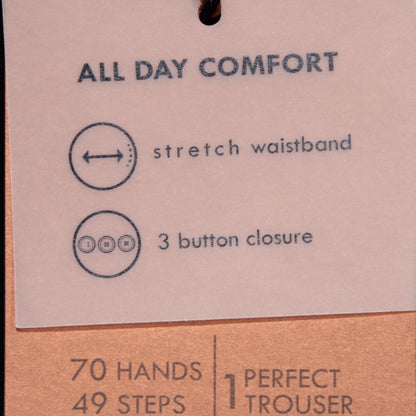 ALL DAY COMFORT
stretch waistband
3 button closure
70 HANDS
49 STEPS
1 PERFECT
TROUSER